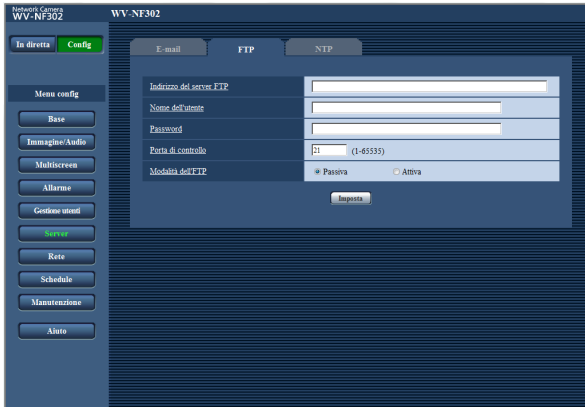 Network Camera
WV-NF302
WV-NF302
In diretta
Config
E-mail
FTP
NTP
Menu config
Base
Immagine/Audio
Multiscreen
Allarme
Gestione utenti
Server
Rete
Schedule
Manutenzione
Aiuto
Indirizzo del server FTP
Nome dell'utente
Password
Porta di controllo
21 (1-65535)
Modalità dell'FTP
Passiva
Attiva
Imposta